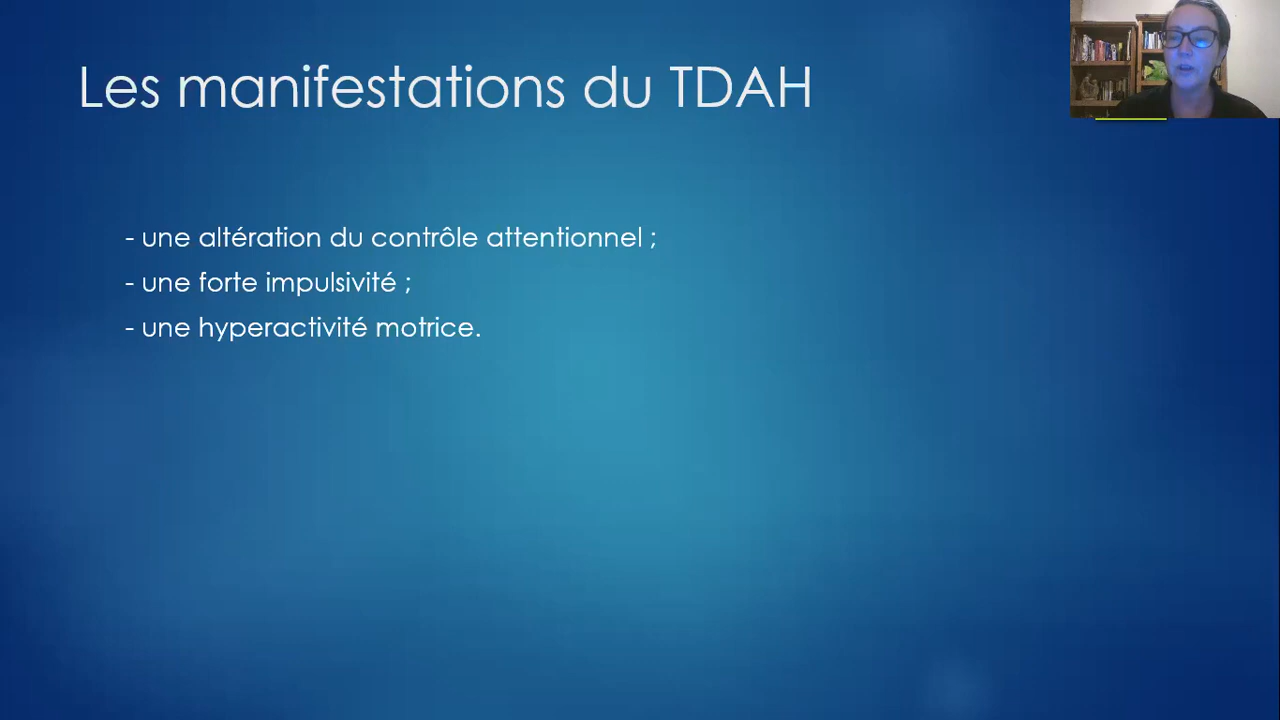 Les manifestations du TDAH
- une altération du contrôle attentionnel ;
- une forte impulsivité ;
- une hyperactivité motrice.